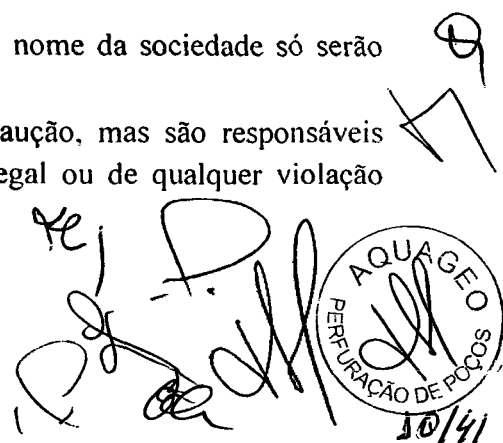 nome da sociedade só serão
aução, mas são responsáveis
egal ou de qualquer violação
AQUAGEO
PERFURAÇÃO DE POÇOS
10/41